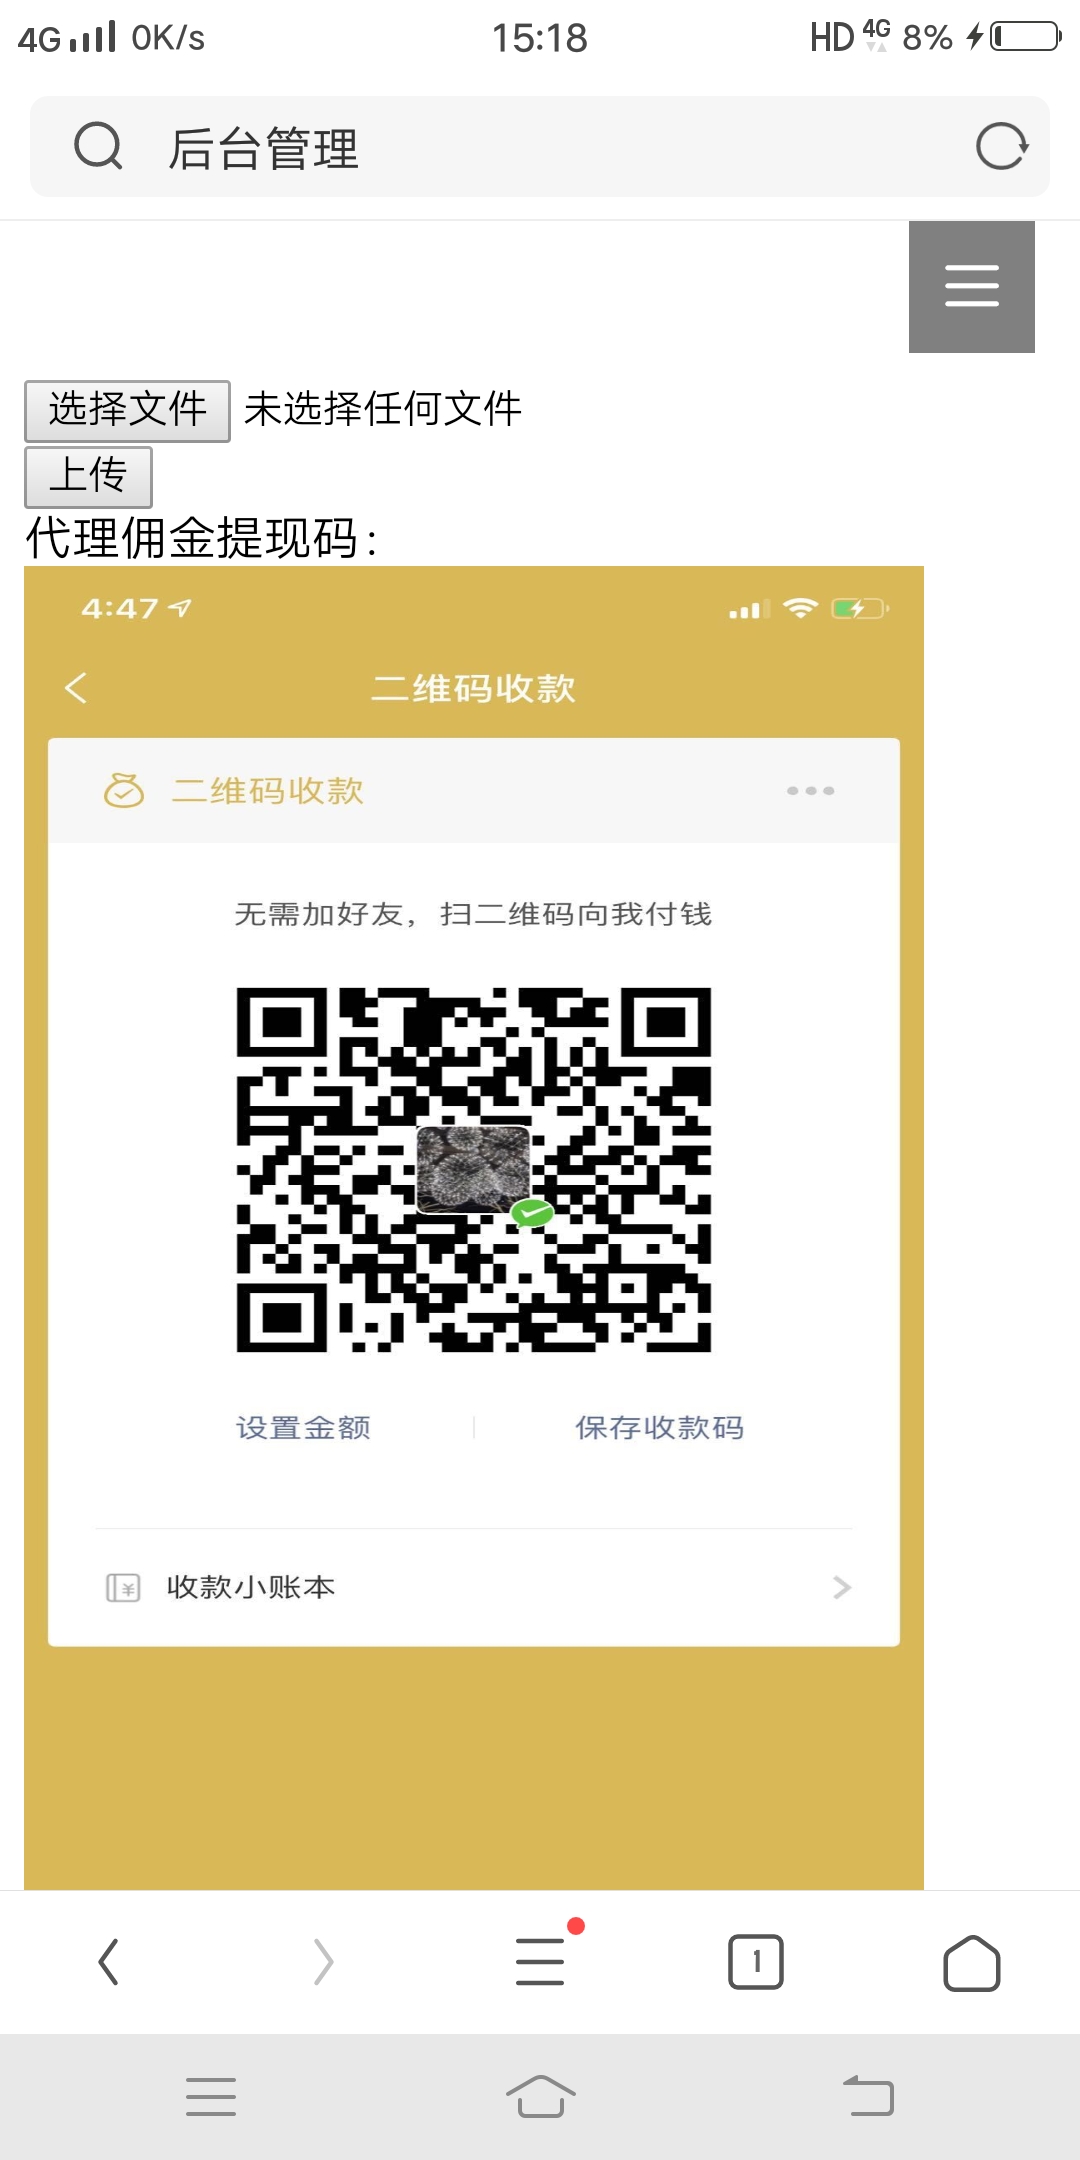 4G 0K/s 15:18 HD 4G 8%
后台管理
选择文件 未选择任何文件
上传
代理佣金提现码:
4:47
二维码收款
二维码收款
无需加好友，扫二维码向我付钱
设置金额 保存收款码
¥ 收款小账本
1